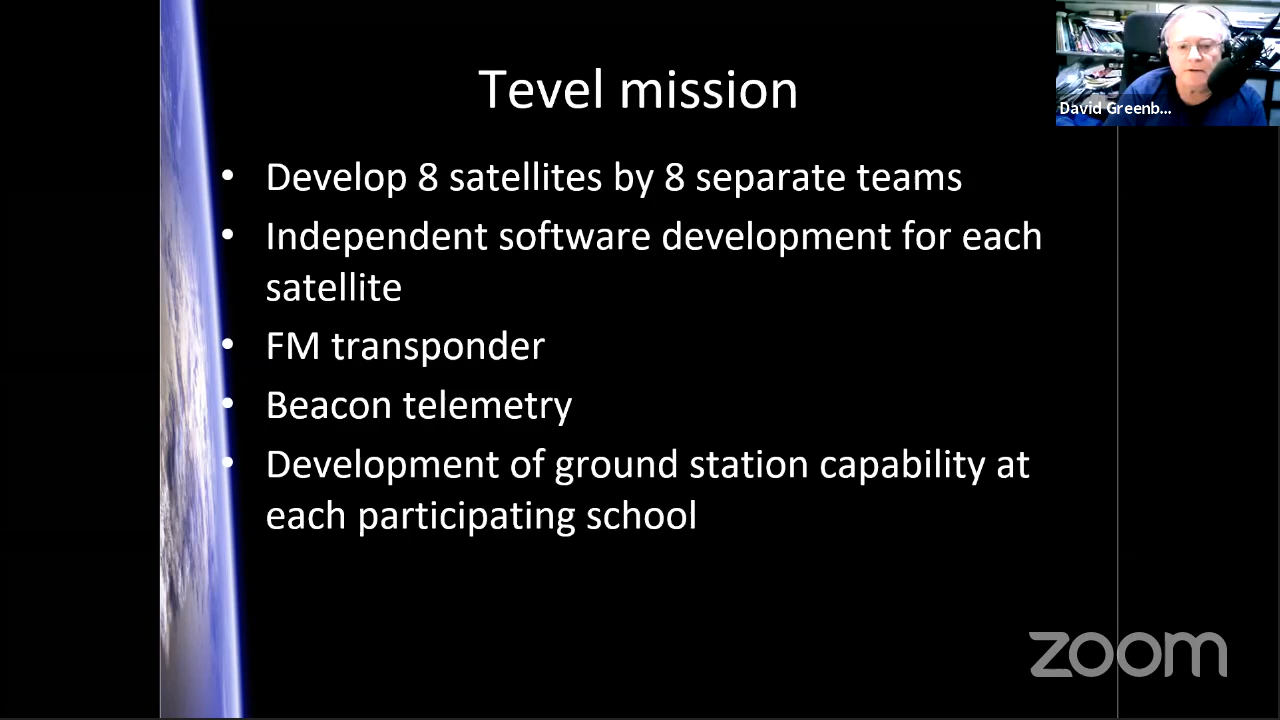 Tevel mission
David Greenb...
• Develop 8 satellites by 8 separate teams
• Independent software development for each
satellite
• FM transponder
• Beacon telemetry
• Development of ground station capability at
each participating school
zoom